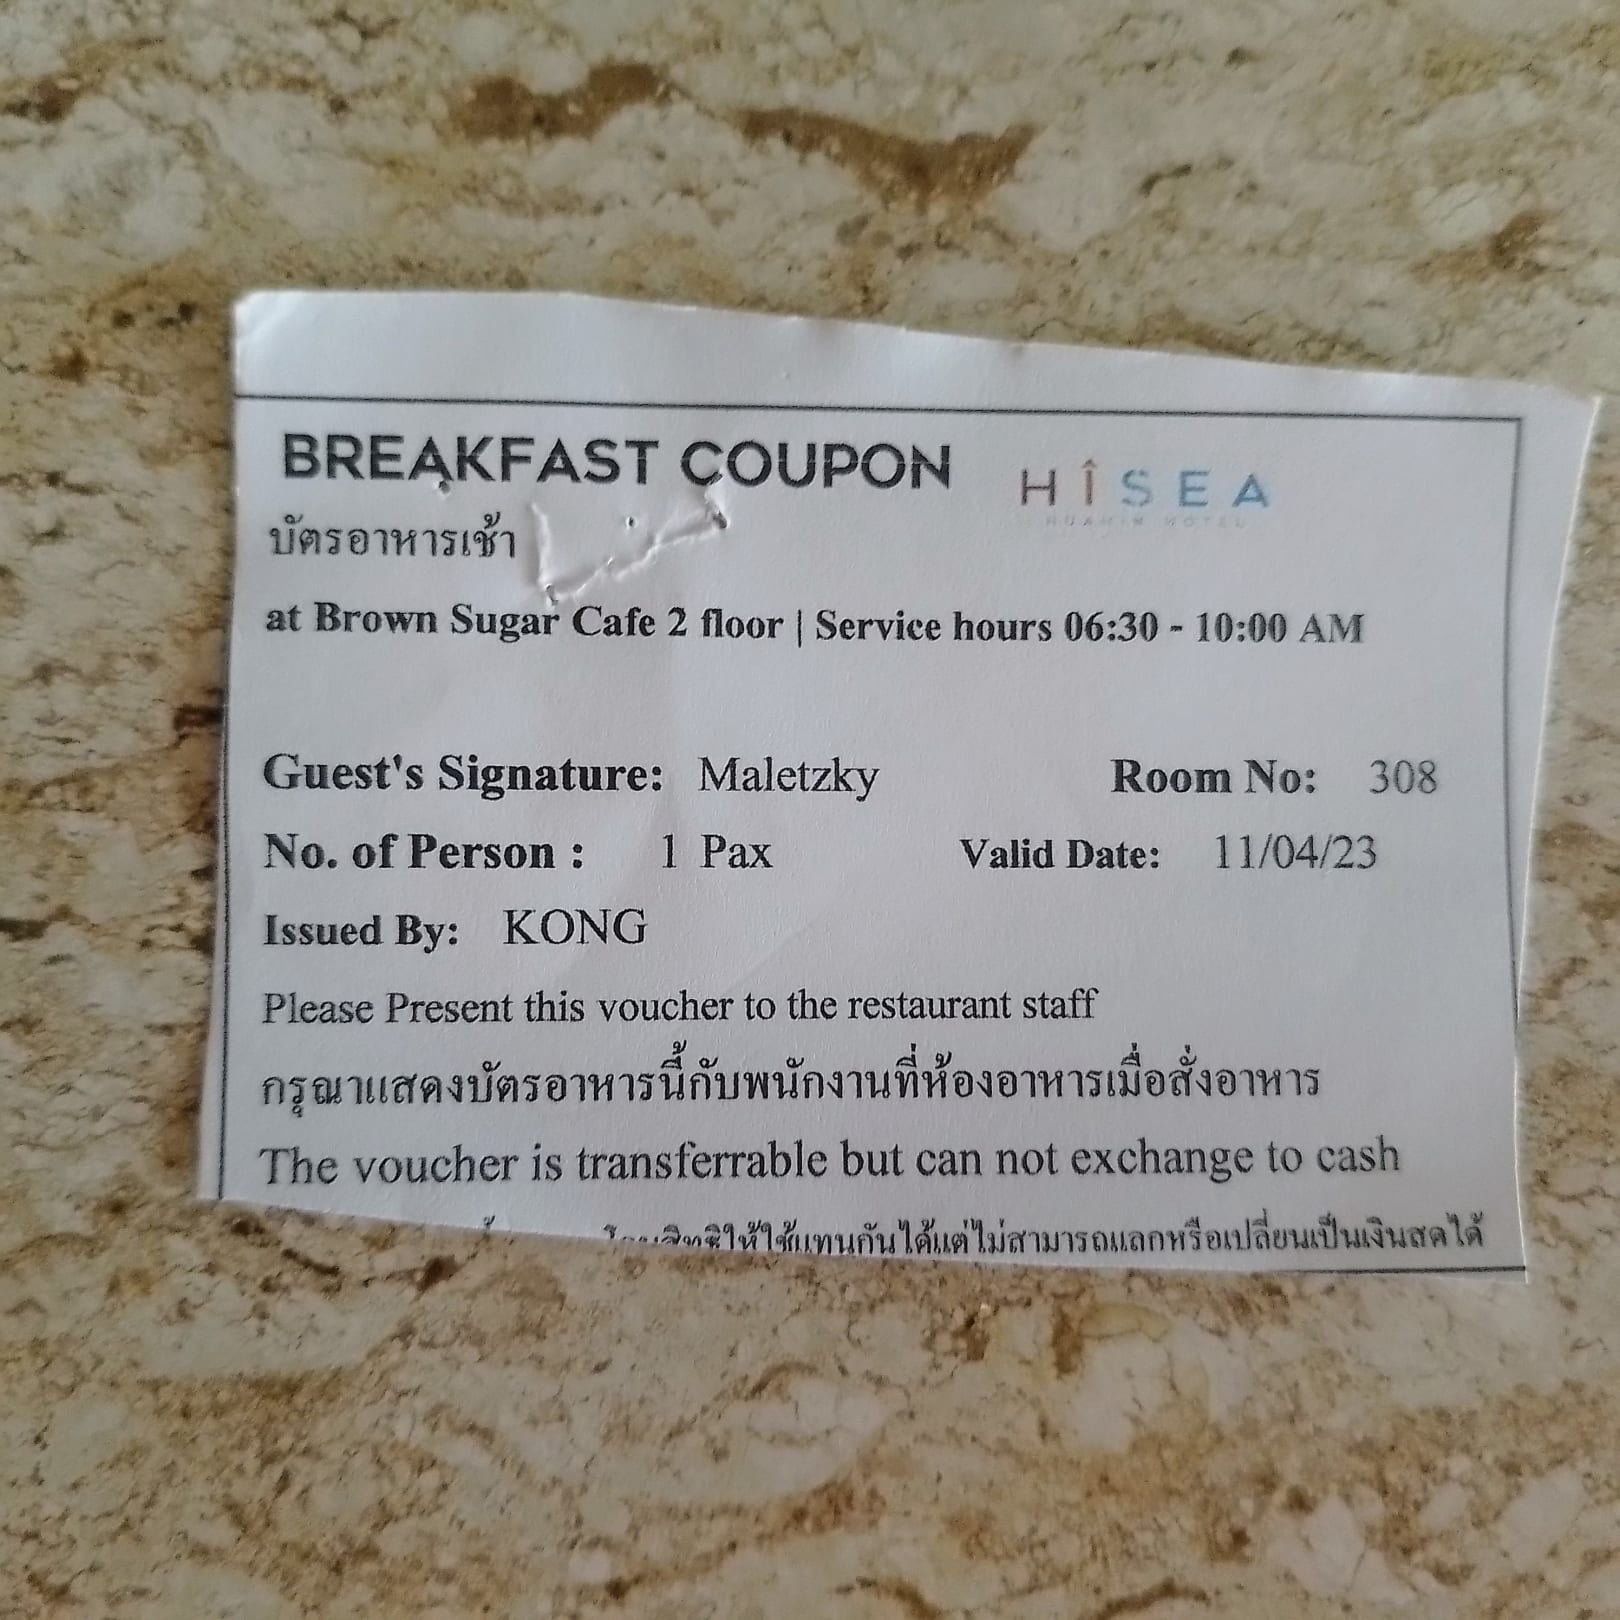 BREAKFAST COUPON
HÎSEA
HUAHIN HOTEL
บัตรอาหารเช้า
at Brown Sugar Cafe 2 floor | Service hours 06:30 - 10:00 AM
Guest's Signature: Maletzky Room No: 308
No. of Person : 1 Pax Valid Date: 11/04/23
Issued By: KONG
Please Present this voucher to the restaurant staff
กรุณาแสดงบัตรอาหารนี้กับพนักงานที่ห้องอาหารเมื่อสั่งอาหาร
The voucher is transferrable but can not exchange to cash
สิทธิให้ใช้แทนกันได้แต่ไม่สามารถแลกหรือเปลี่ยนเป็นเงินสดได้